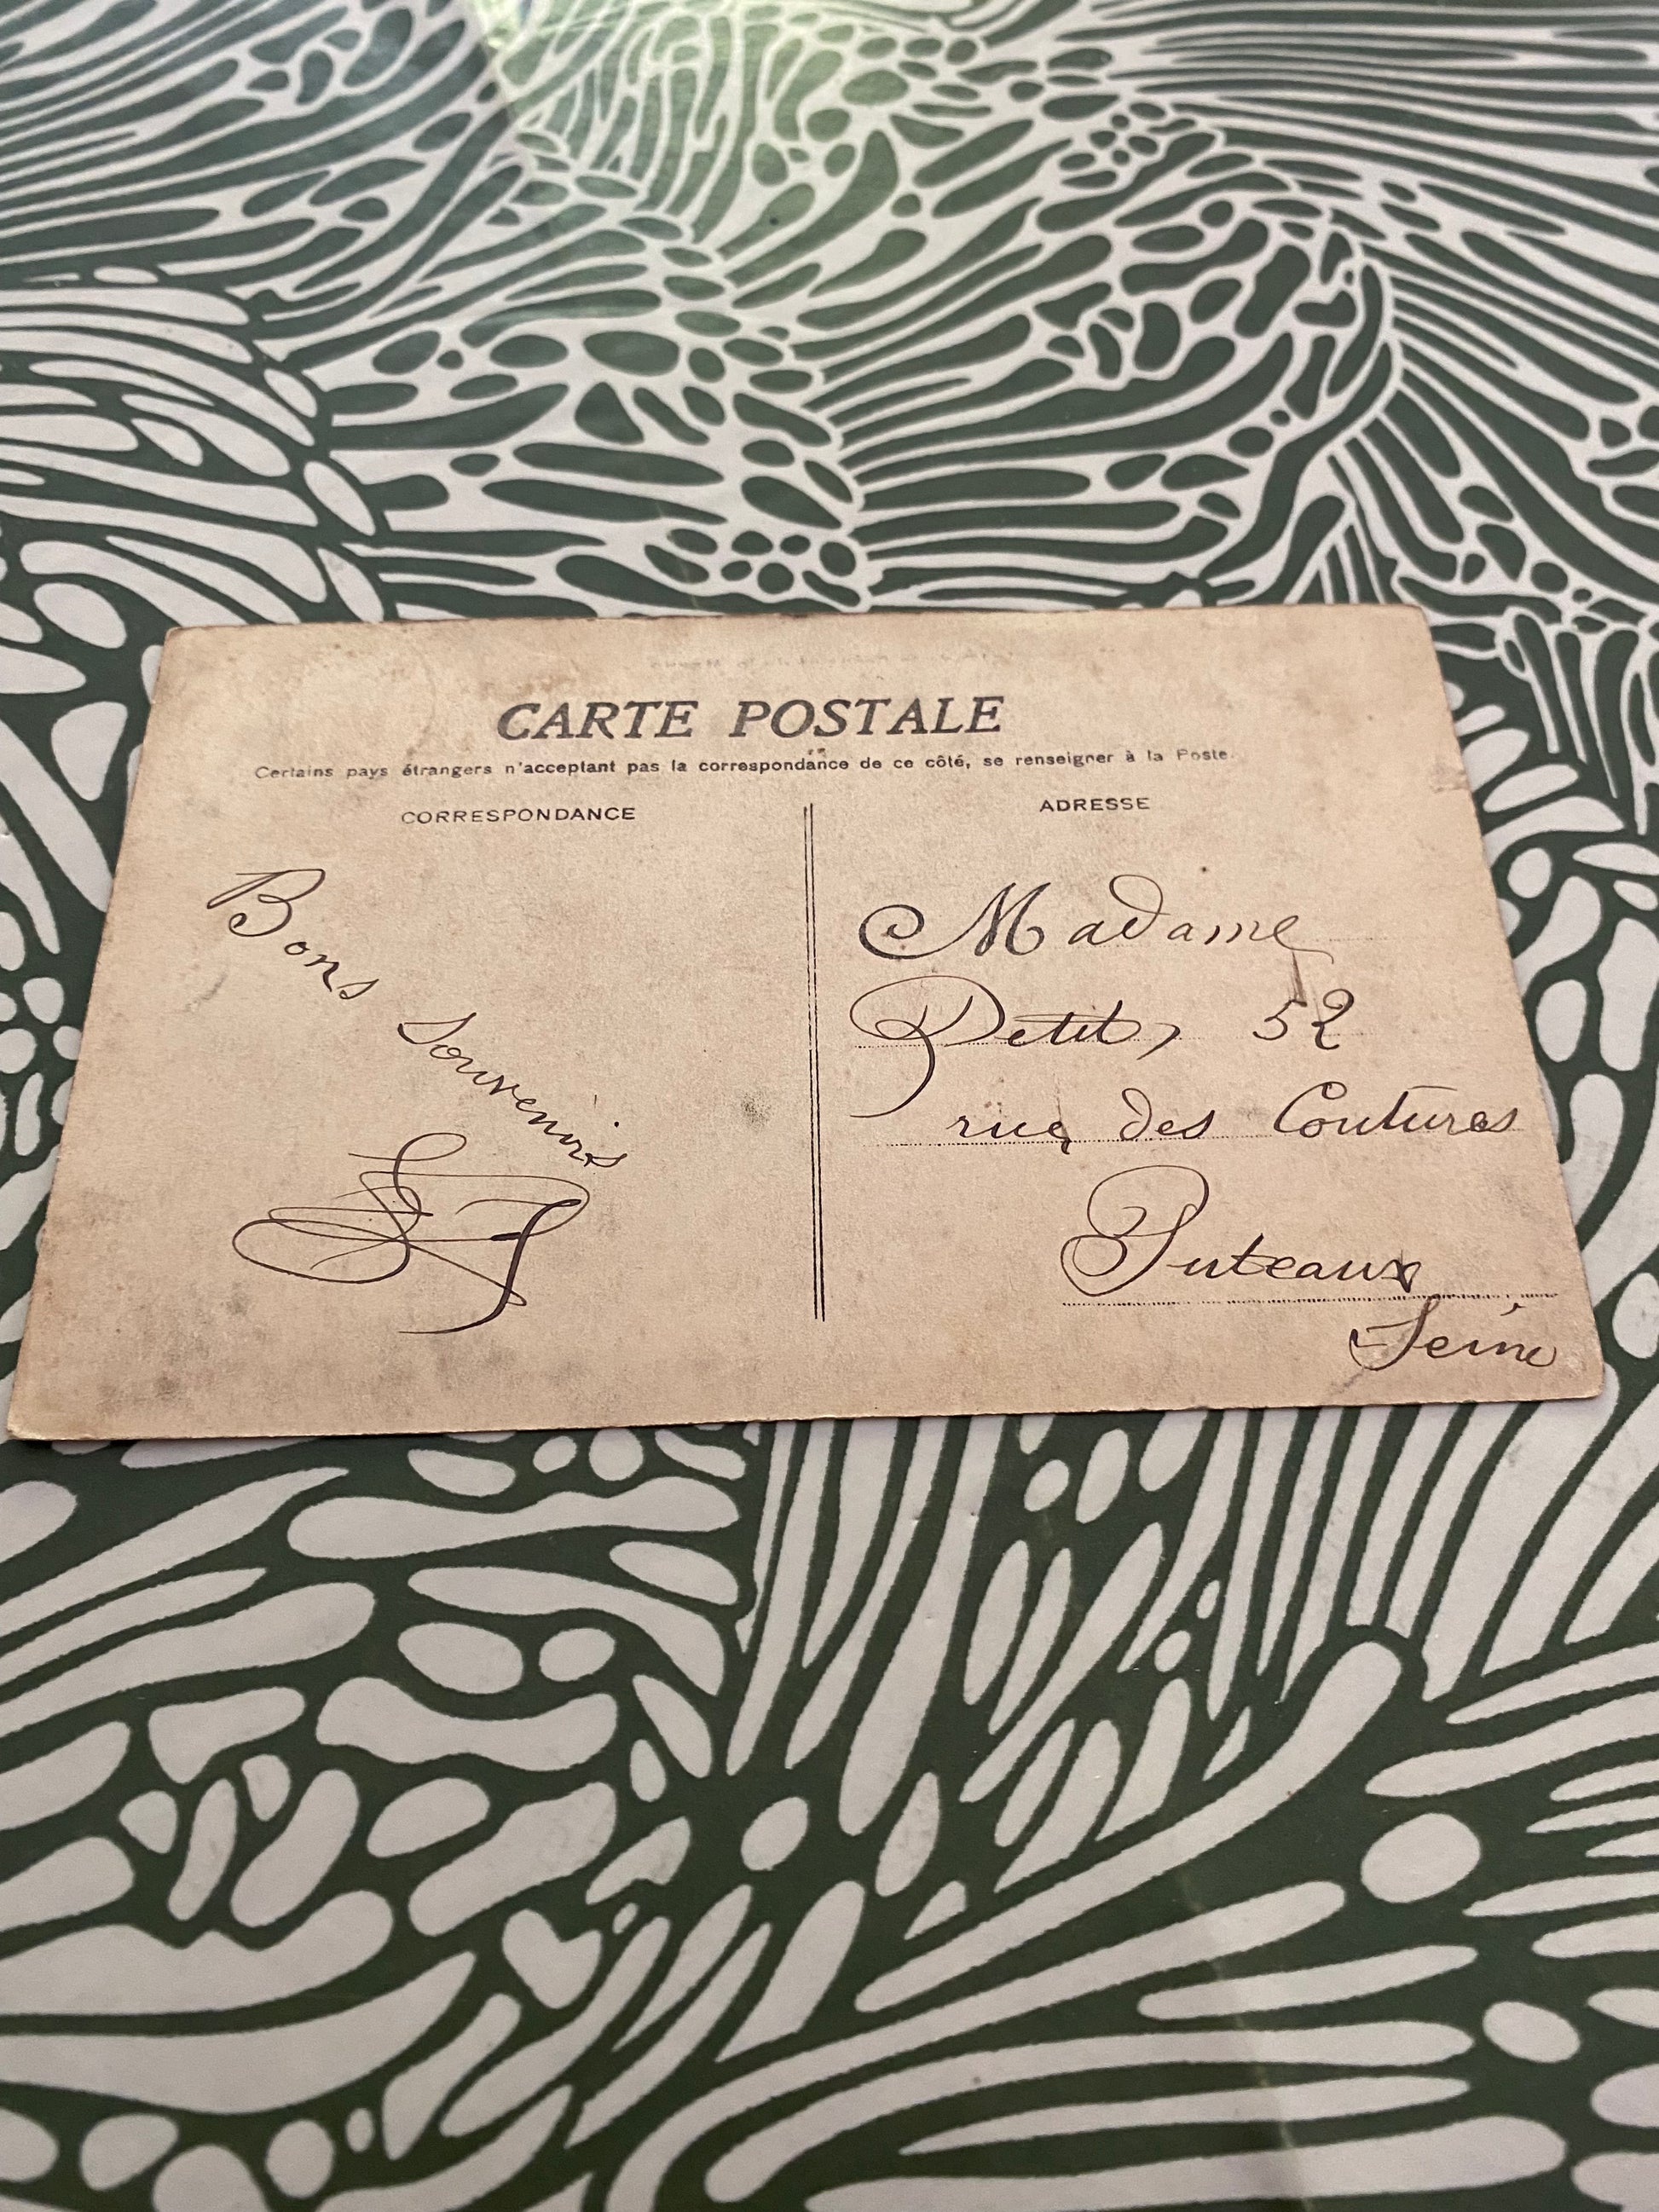 CARTE POSTALE
Certains pays étrangers n'acceptant pas la correspondance de ce côté, se renseigner à la Poste.
CORRESPONDANCE
Bons souvenirs
ADRESSE
Madame
Petit, 52
rue des Coutures
Puteaux
Seine